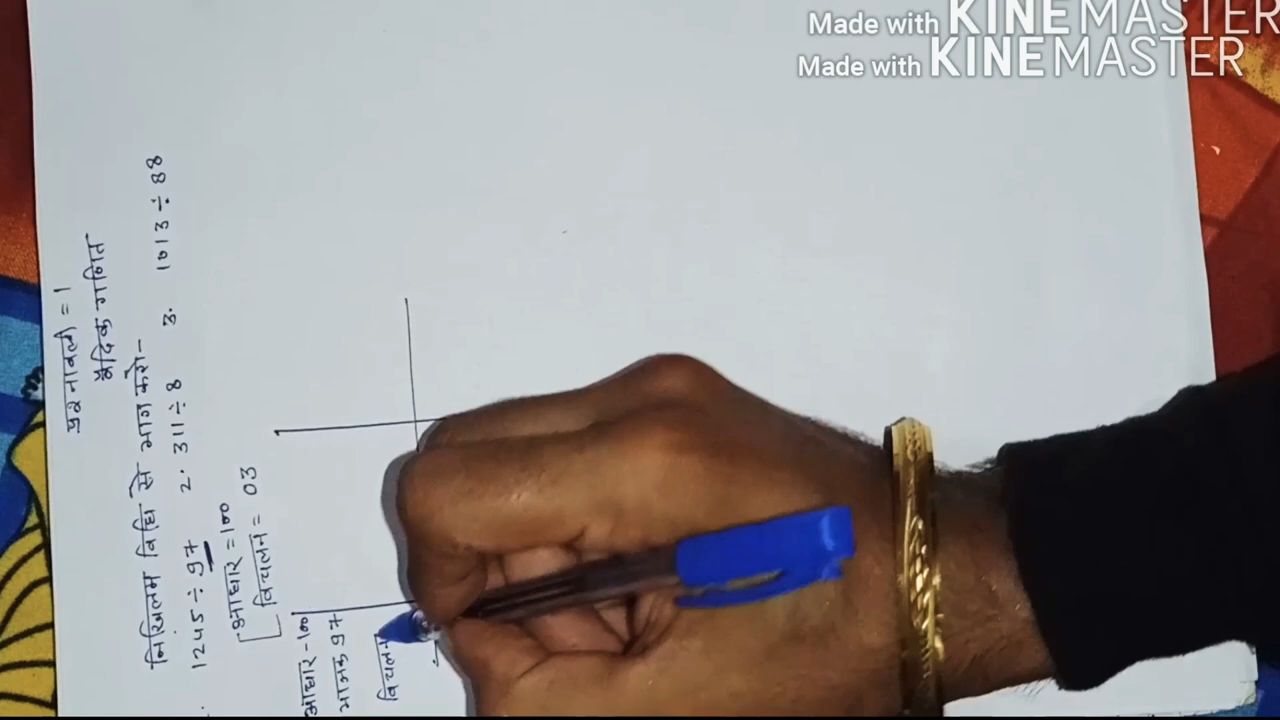 Made with KINEMASTER
Made with KINEMASTER
प्रश्नावली = 1
वैदिक गणित
निखिलम विधि से भाग करो-
1245 ÷ 97 2. 311 ÷ 8 3. 1013 ÷ 88
आधार = 100
विचलन = 03
आधार - 100
भाजक 97
विचलन